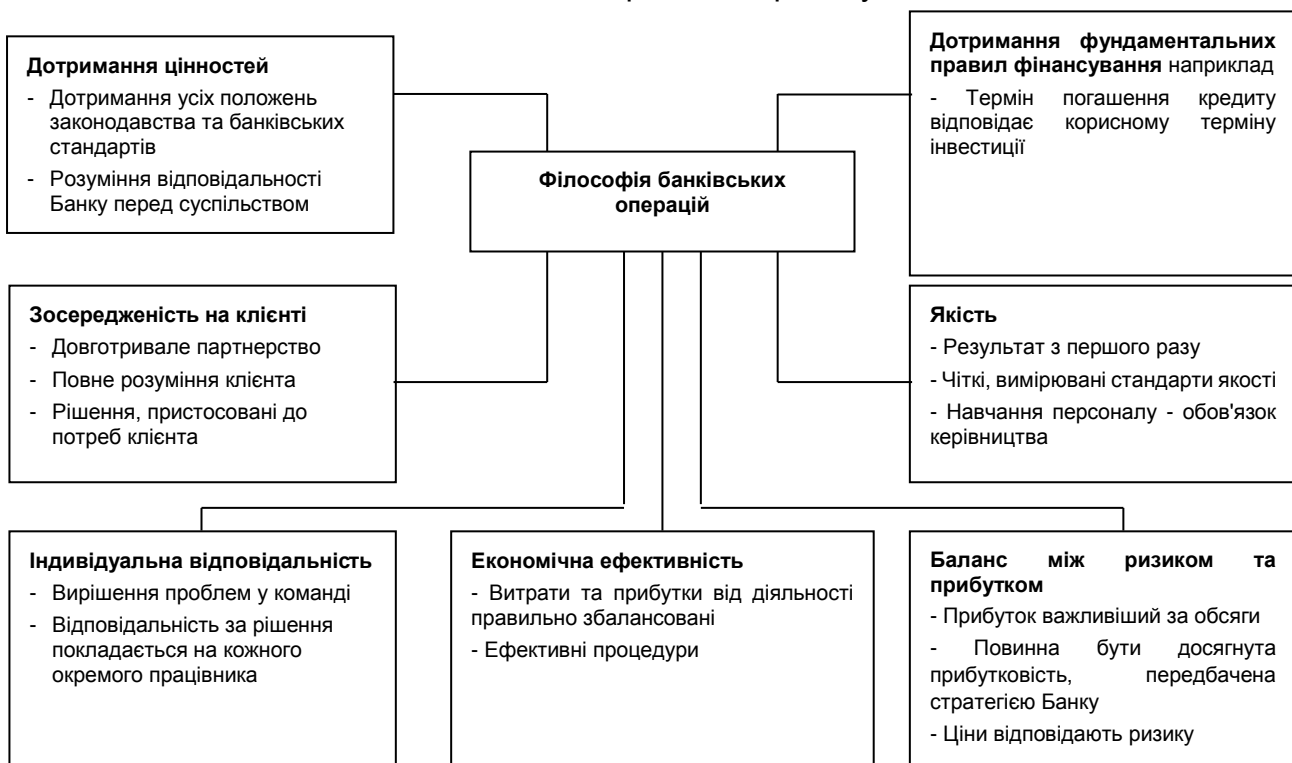 Дотримання цінностей
- Дотримання усіх положень
законодавства та банківських
стандартів
- Розуміння відповідальності
Банку перед суспільством
Дотримання фундаментальних
правил фінансування наприклад
- Термін погашення кредиту
відповідає корисному терміну
інвестиції
Філософія банківських
операцій
Зосередженість на клієнті
- Довготривале партнерство
- Повне розуміння клієнта
- Рішення, пристосовані до
потреб клієнта
Якість
- Результат з першого разу
- Чіткі, вимірювані стандарти якості
- Навчання персоналу - обов'язок
керівництва
Індивідуальна відповідальність
- Вирішення проблем у команді
- Відповідальність за рішення
покладається на кожного
окремого працівника
Економічна ефективність
- Витрати та прибутки від діяльності
правильно збалансовані
- Ефективні процедури
Баланс між ризиком та
прибутком
- Прибуток важливіший за обсяги
- Повинна бути досягнута
прибутковість, передбачена
стратегією Банку
- Ціни відповідають ризику